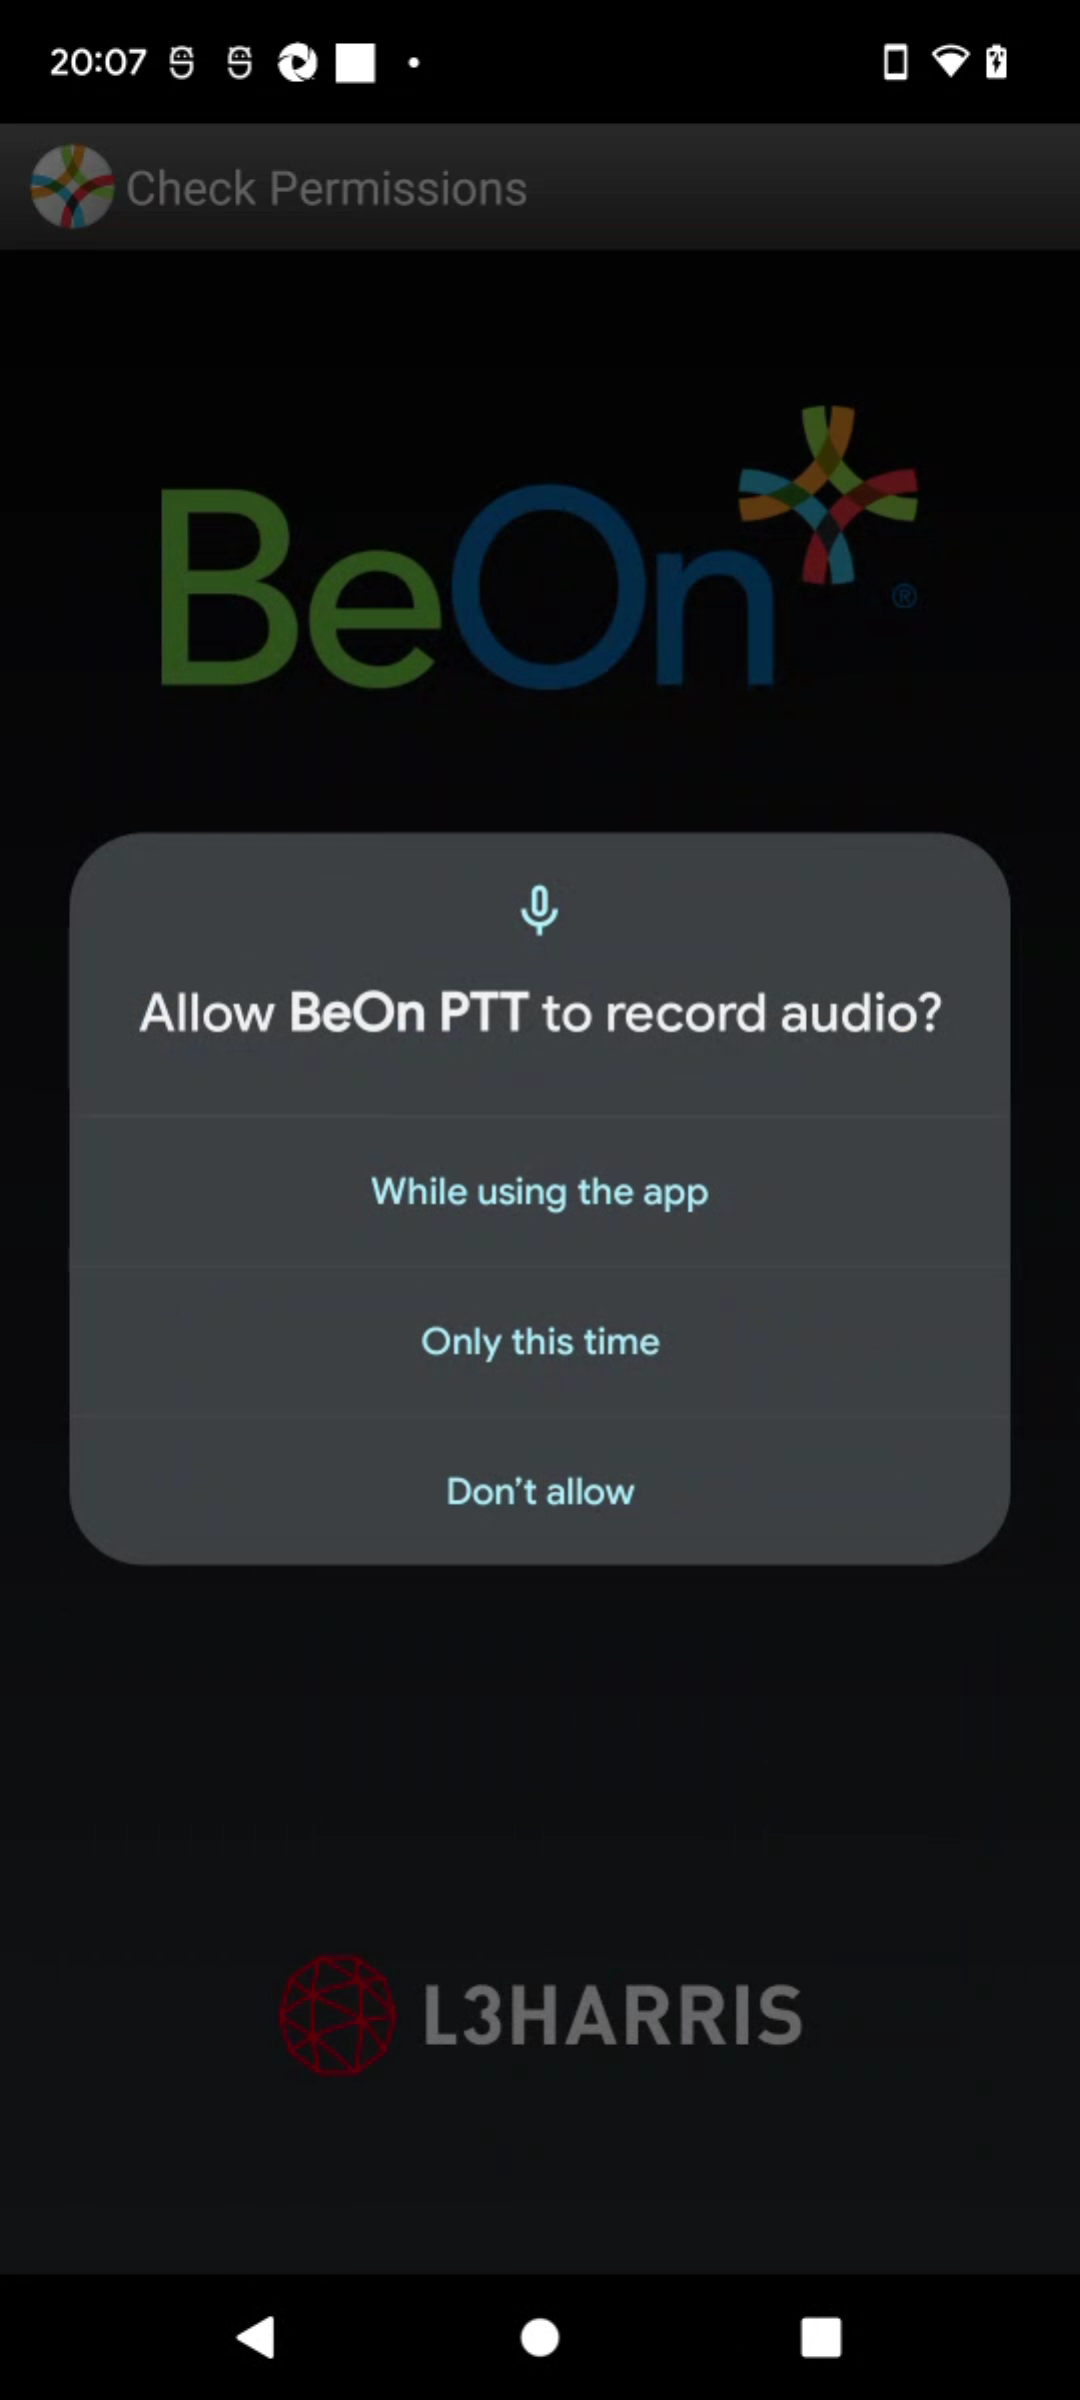 20:07
Check Permissions
BeOn
®
Allow BeOn PTT to record audio?
While using the app
Only this time
Don’t allow
L3HARRIS